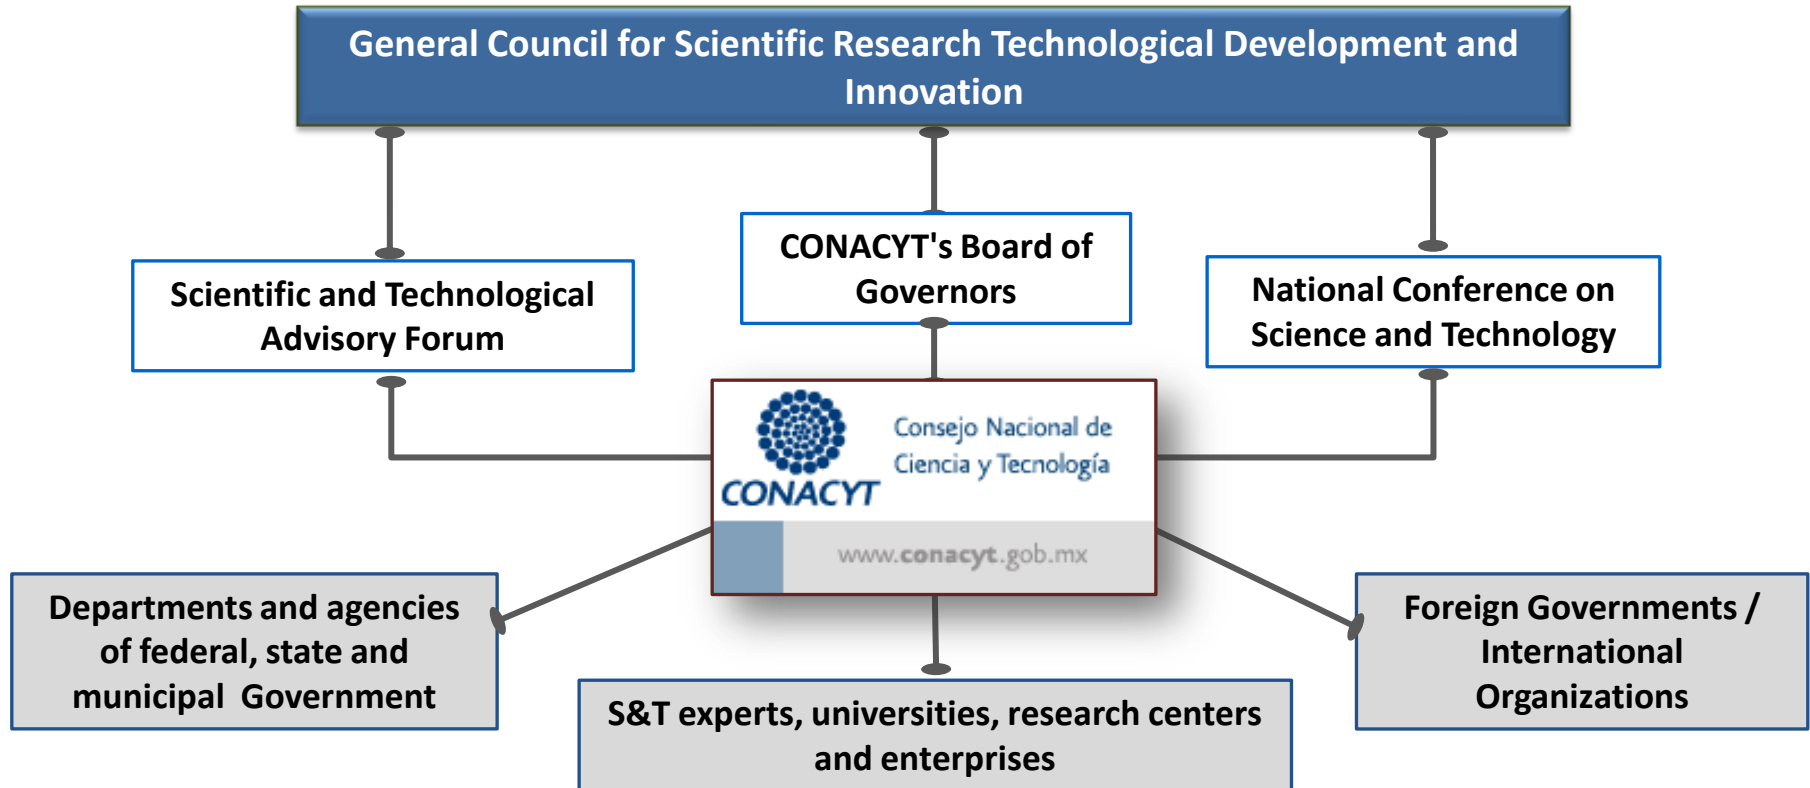 General Council for Scientific Research Technological Development and
Innovation
Scientific and Technological
Advisory Forum
CONACYT's Board of
Governors
National Conference on
Science and Technology
CONACYT
Consejo Nacional de
Ciencia y Tecnología
www.conacyt.gob.mx
Departments and agencies
of federal, state and
municipal Government
S&T experts, universities, research centers
and enterprises
Foreign Governments /
International
Organizations